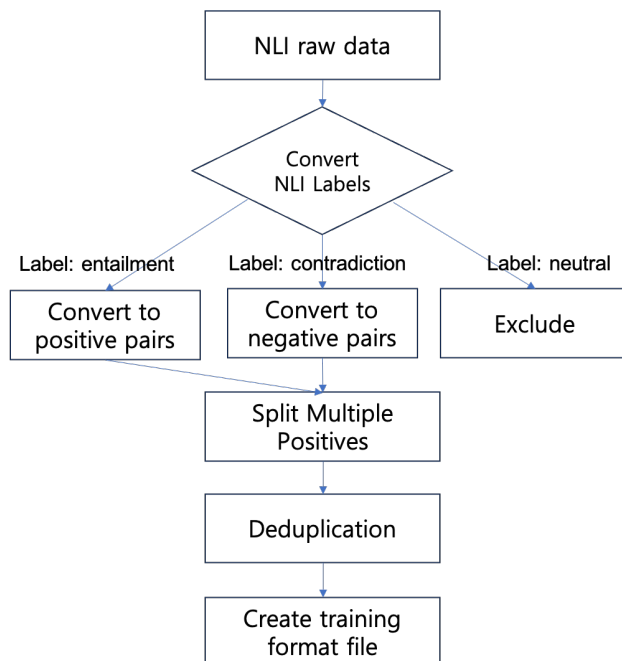 NLI raw data
Convert
NLI Labels
Label: entailment
Label: contradiction
Label: neutral
Convert to
positive pairs
Convert to
negative pairs
Exclude
Split Multiple
Positives
Deduplication
Create training
format file